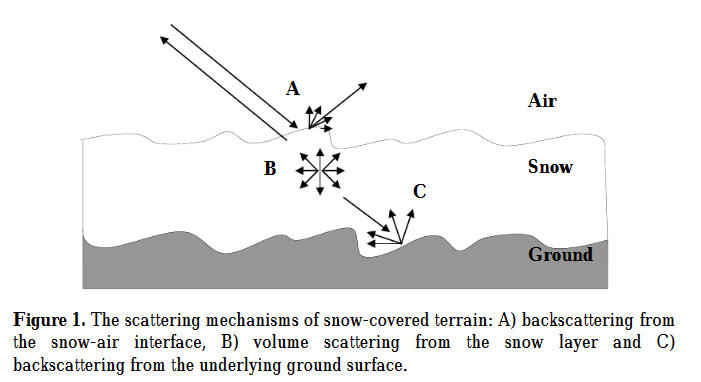 A
Air
B
Snow
C
Ground
Figure 1. The scattering mechanisms of snow-covered terrain: A) backscattering from
the snow-air interface, B) volume scattering from the snow layer and C)
backscattering from the underlying ground surface.